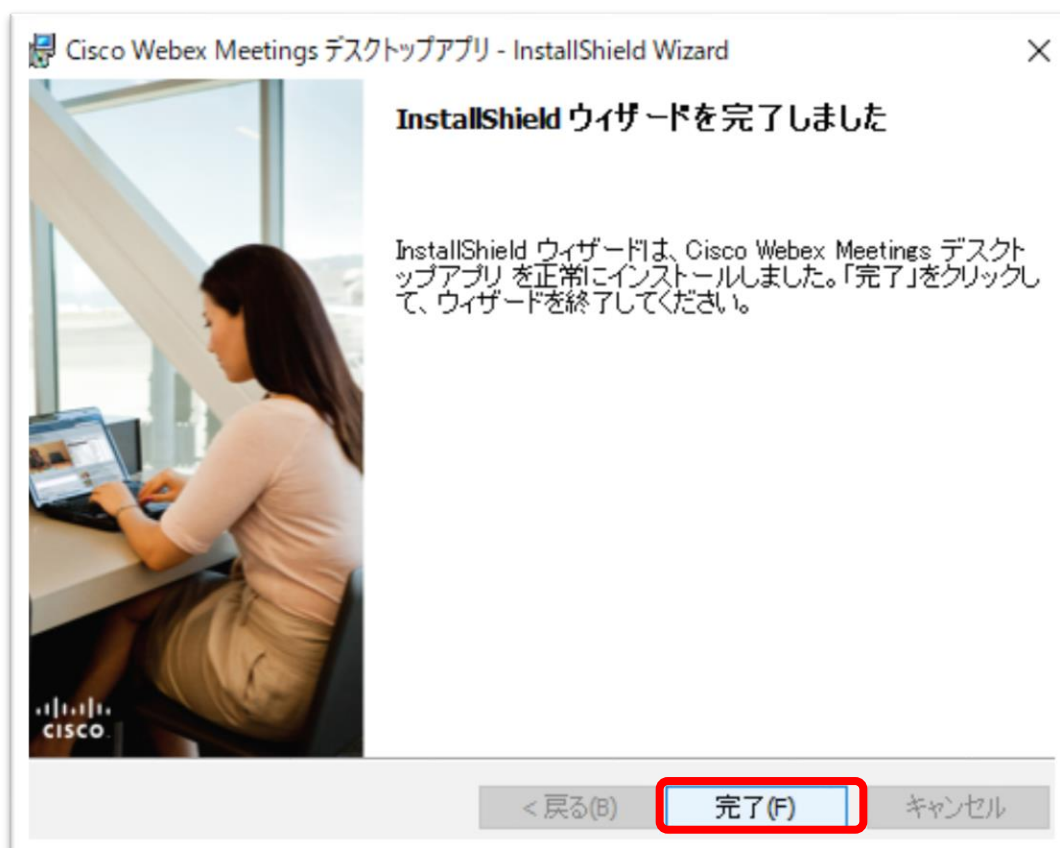 Cisco Webex Meetings デスクトップアプリ - InstallShield Wizard
InstallShield ウィザードを完了しました
InstallShield ウィザードは、Cisco Webex Meetings デスクト
ップアプリ を正常にインストールしました。「完了」をクリックし
て、ウィザードを終了してください。
CISCO
< 戻る(B)
完了(F)
キャンセル